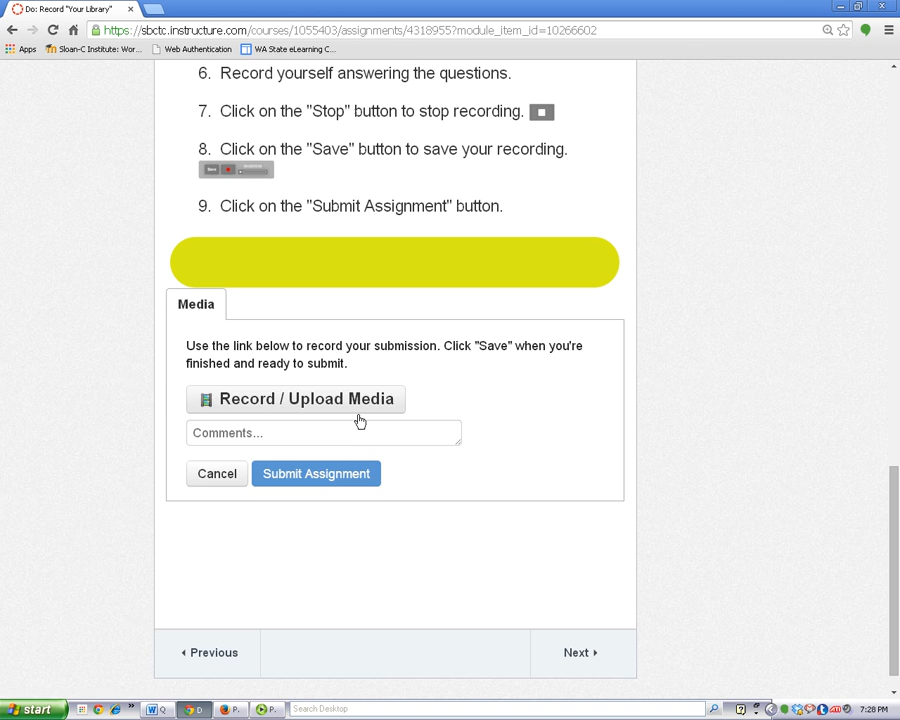 Do: Record "Your Library"
https://sbctc.instructure.com/courses/1055403/assignments/4318955?module_item_id=10266602
Apps Sloan-C Institute: Wor... Web Authentication WA State eLearning C...
6. Record yourself answering the questions.
7. Click on the "Stop" button to stop recording.
8. Click on the "Save" button to save your recording.
Save
9. Click on the "Submit Assignment" button.
Media
Use the link below to record your submission. Click "Save" when you're
finished and ready to submit.
Record / Upload Media
Comments...
Cancel Submit Assignment
Previous Next
start » Q D P. P. Search Desktop 7:28 PM